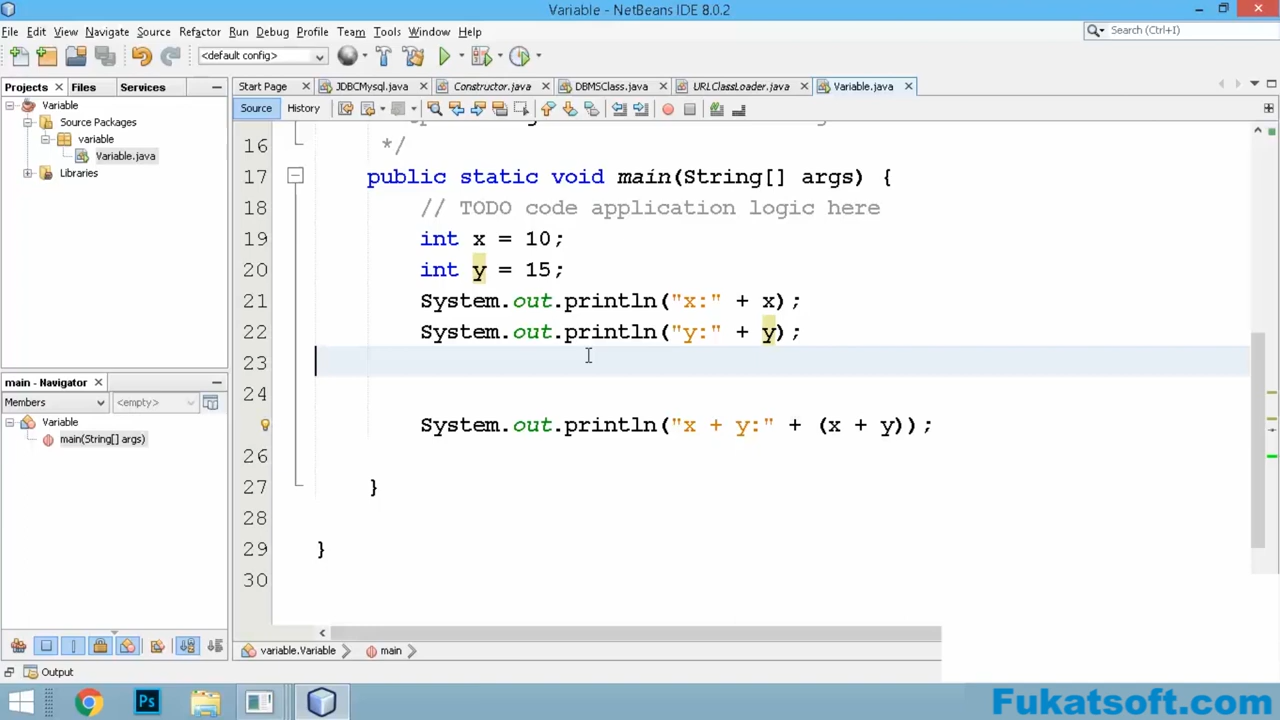 Variable - NetBeans IDE 8.0.2
File Edit View Navigate Source Refactor Run Debug Profile Team Tools Window Help
Search (Ctrl+I)
<default config>
Projects Files Services
Start Page JDBCMysql.java Constructor.java DBMSClass.java URLClassLoader.java Variable.java
Source History
Variable
Source Packages
variable
Variable.java
Libraries
16 */
17 public static void main(String[] args) {
18 // TODO code application logic here
19 int x = 10;
20 int y = 15;
21 System.out.println("x:" + x);
22 System.out.println("y:" + y);
23
24
System.out.println("x + y:" + (x + y));
26
27 }
28
29 }
30
main - Navigator
Members <empty>
Variable
main(String[] args)
variable.Variable main
Output
Ps
Fukatsoft.com